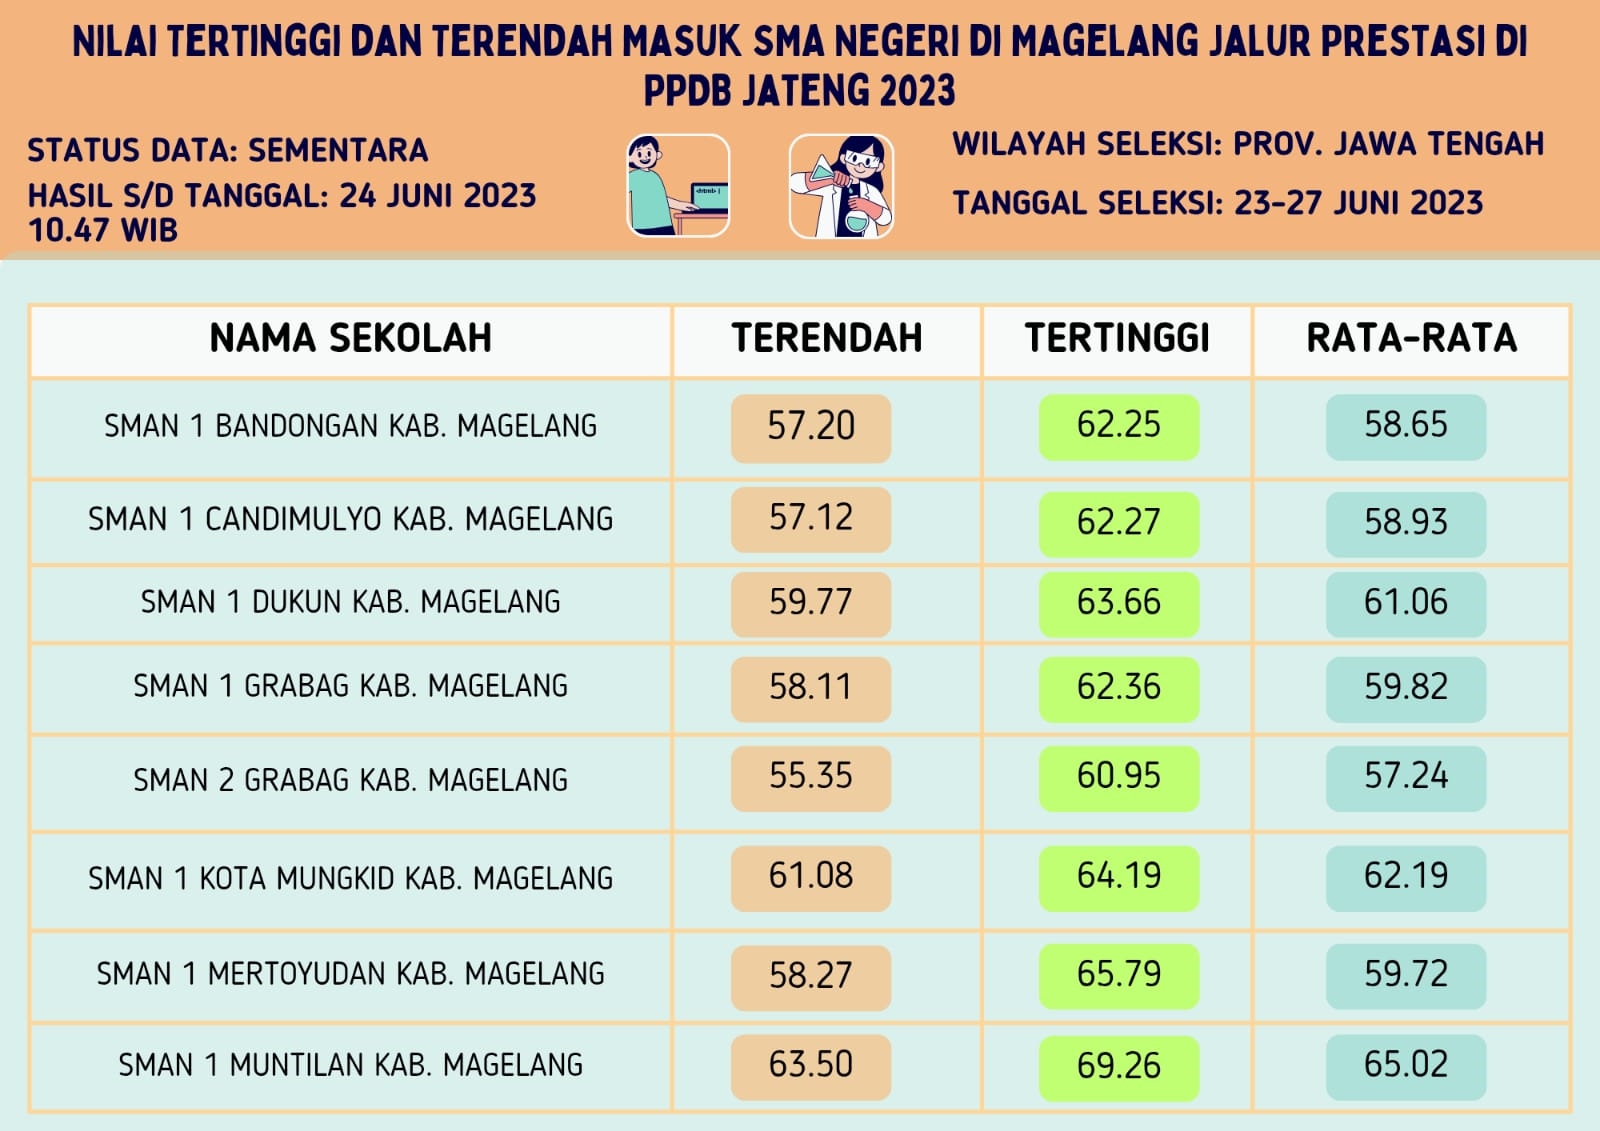 NILAI TERTINGGI DAN TERENDAH MASUK SMA NEGERI DI MAGELANG JALUR PRESTASI DI
PPDB JATENG 2023
STATUS DATA: SEMENTARA
HASIL S/D TANGGAL: 24 JUNI 2023
10.47 WIB
<html>
WILAYAH SELEKSI: PROV. JAWA TENGAH
TANGGAL SELEKSI: 23-27 JUNI 2023
NAMA SEKOLAH TERENDAH TERTINGGI RATA-RATA
SMAN 1 BANDONGAN KAB. MAGELANG 57.20 62.25 58.65
SMAN 1 CANDIMULYO KAB. MAGELANG 57.12 62.27 58.93
SMAN 1 DUKUN KAB. MAGELANG 59.77 63.66 61.06
SMAN 1 GRABAG KAB. MAGELANG 58.11 62.36 59.82
SMAN 2 GRABAG KAB. MAGELANG 55.35 60.95 57.24
SMAN 1 KOTA MUNGKID KAB. MAGELANG 61.08 64.19 62.19
SMAN 1 MERTOYUDAN KAB. MAGELANG 58.27 65.79 59.72
SMAN 1 MUNTILAN KAB. MAGELANG 63.50 69.26 65.02